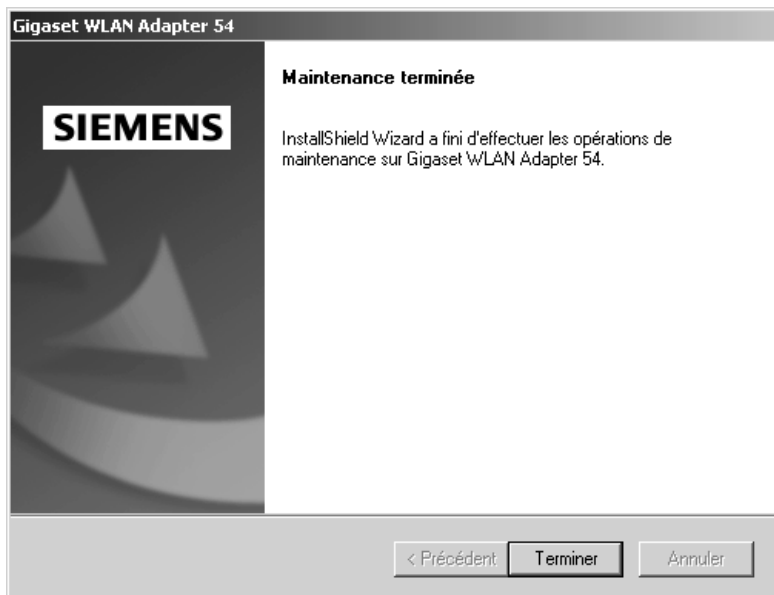 Gigaset WLAN Adapter 54
SIEMENS
Maintenance terminée
InstallShield Wizard a fini d'effectuer les opérations de
maintenance sur Gigaset WLAN Adapter 54.
< Précédent
Terminer
Annuler